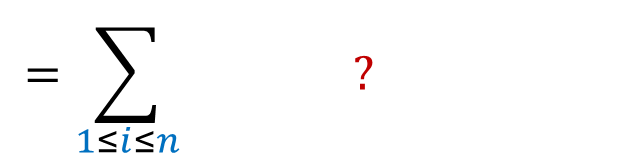 = ∑ ?
1≤i≤n